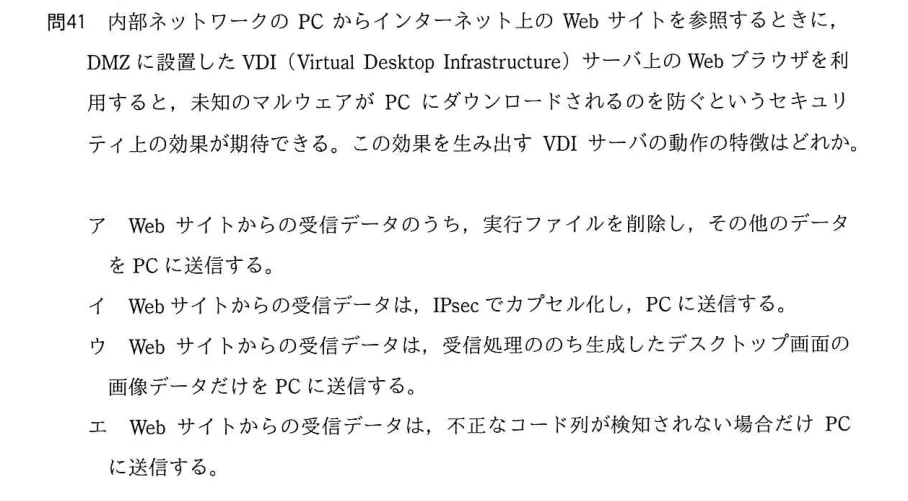 問41 内部ネットワークの PC からインターネット上の Web サイトを参照するときに，
DMZ に設置した VDI（Virtual Desktop Infrastructure）サーバ上の Web ブラウザを利
用すると，未知のマルウェアが PC にダウンロードされるのを防ぐというセキュリ
ティ上の効果が期待できる。この効果を生み出す VDI サーバの動作の特徴はどれか。
ア Web サイトからの受信データのうち，実行ファイルを削除し，その他のデータ
を PC に送信する。
イ Web サイトからの受信データは，IPsec でカプセル化し，PC に送信する。
ウ Web サイトからの受信データは，受信処理ののち生成したデスクトップ画面の
画像データだけを PC に送信する。
エ Web サイトからの受信データは，不正なコード列が検知されない場合だけ PC
に送信する。